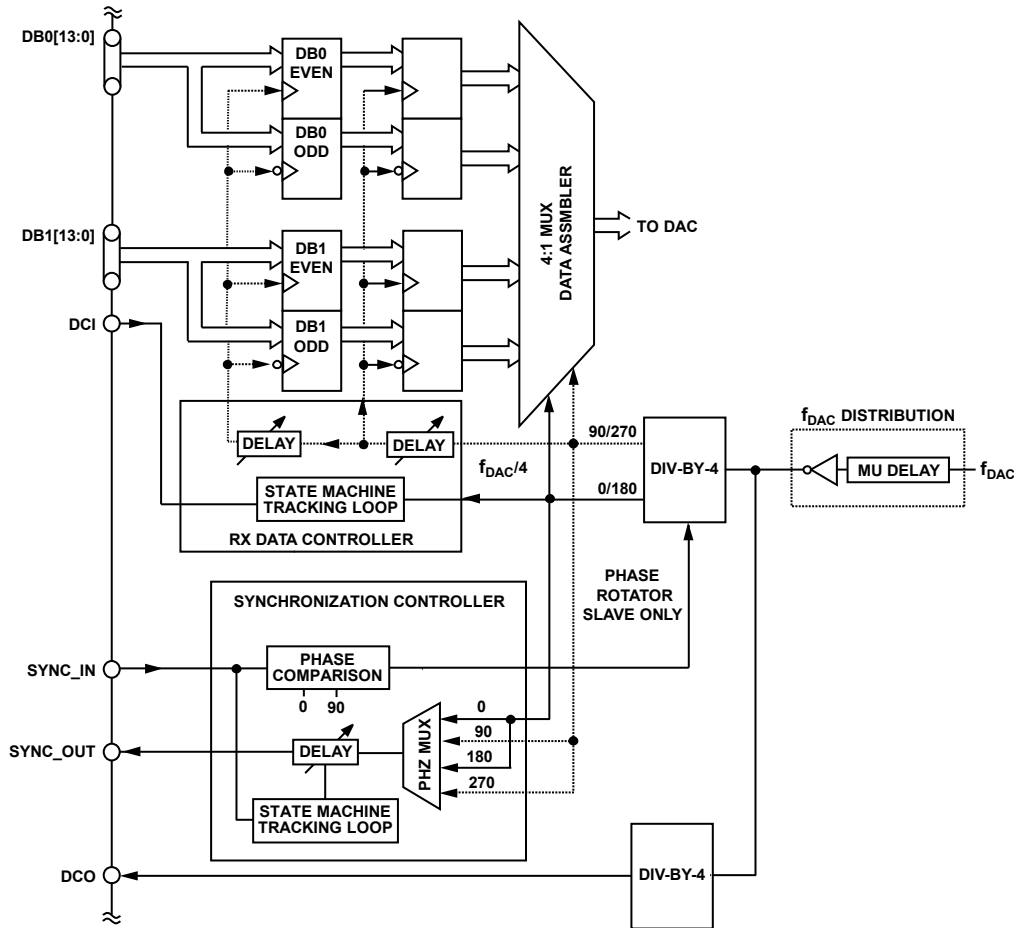 DB0[13:0]
DB0
EVEN
DB0
ODD
DB1[13:0]
DB1
EVEN
DB1
ODD
4:1 MUX
DATA ASSMBLER
TO DAC
DCI
DELAY
DELAY
STATE MACHINE
TRACKING LOOP
RX DATA CONTROLLER
fDAC/4
90/270
0/180
DIV-BY-4
fDAC DISTRIBUTION
MU DELAY
fDAC
PHASE
ROTATOR
SLAVE ONLY
SYNCHRONIZATION CONTROLLER
SYNC_IN
PHASE
COMPARISON
0 90
SYNC_OUT
DELAY
PHZ MUX
0
90
180
270
STATE MACHINE
TRACKING LOOP
DCO
DIV-BY-4